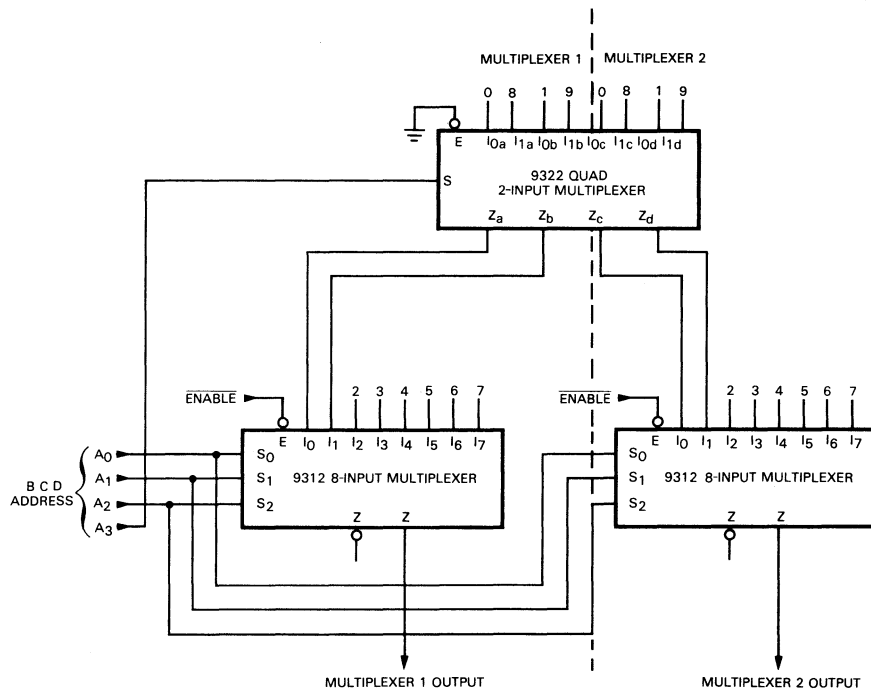 MULTIPLEXER 1 MULTIPLEXER 2
0 8 1 9 0 8 1 9
E I0a I1a I0b I1b I0c I1c I0d I1d
S
9322 QUAD
2-INPUT MULTIPLEXER
Za Zb Zc Zd
ENABLE 2 3 4 5 6 7
E I0 I1 I2 I3 I4 I5 I6 I7
S0
S1 9312 8-INPUT MULTIPLEXER
S2
Z Z
ENABLE 2 3 4 5 6 7
E I0 I1 I2 I3 I4 I5 I6 I7
S0
S1 9312 8-INPUT MULTIPLEXER
S2
Z Z
B C D
ADDRESS
A0
A1
A2
A3
MULTIPLEXER 1 OUTPUT MULTIPLEXER 2 OUTPUT